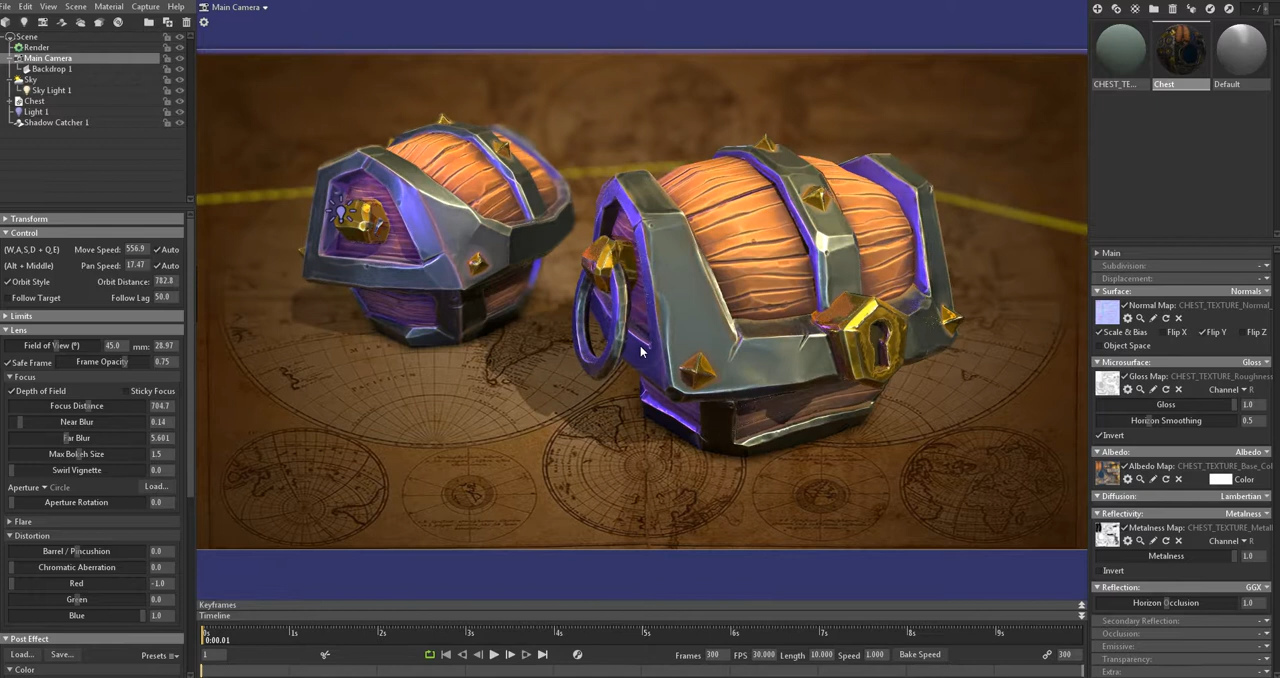 File Edit View Scene Material Capture Help
Main Camera
CHEST_TE...
Chest
Default
Scene
Render
Main Camera
Backdrop 1
Sky
Sky Light 1
Chest
Light 1
Shadow Catcher 1
Transform
Control
(W,A,S,D + Q,E) Move Speed: 556.9 Auto
(Alt + Middle) Pan Speed: 17.47 Auto
Orbit Style Orbit Distance: 782.8
Follow Target Follow Lag 50.0
Limits
Lens
Field of View (°) 45.0 mm: 28.97
Safe Frame Frame Opacity 0.75
Focus
Depth of Field Sticky Focus
Focus Distance 704.7
Near Blur 0.14
Far Blur 5.601
Max Bokeh Size 1.5
Swirl Vignette 0.0
Aperture Circle Load...
Aperture Rotation 0.0
Flare
Distortion
Barrel / Pincushion 0.0
Chromatic Aberration 0.0
Red -1.0
Green 0.0
Blue 1.0
Post Effect
Load... Save... Presets
Color
Keyframes
Timeline
0s 1s 2s 3s 4s 5s 6s 7s 8s 9s
0:00.01
1 Frames 300 FPS 30.000 Length 10.000 Speed 1.000 Bake Speed 300
Main
Subdivision:
Displacement:
Surface: Normals
Normal Map: CHEST_TEXTURE_Normal_
Scale & Bias Flip X Flip Y Flip Z
Object Space
Microsurface: Gloss
Gloss Map: CHEST_TEXTURE_Roughness
Channel R
Gloss 1.0
Horizon Smoothing 0.5
Invert
Albedo: Albedo
Albedo Map: CHEST_TEXTURE_Base_Col
Color
Diffusion: Lambertian
Reflectivity: Metalness
Metalness Map: CHEST_TEXTURE_Metall
Channel R
Metalness 1.0
Invert
Reflection: GGX
Horizon Occlusion 1.0
Secondary Reflection:
Occlusion:
Emissive:
Transparency:
Extra: